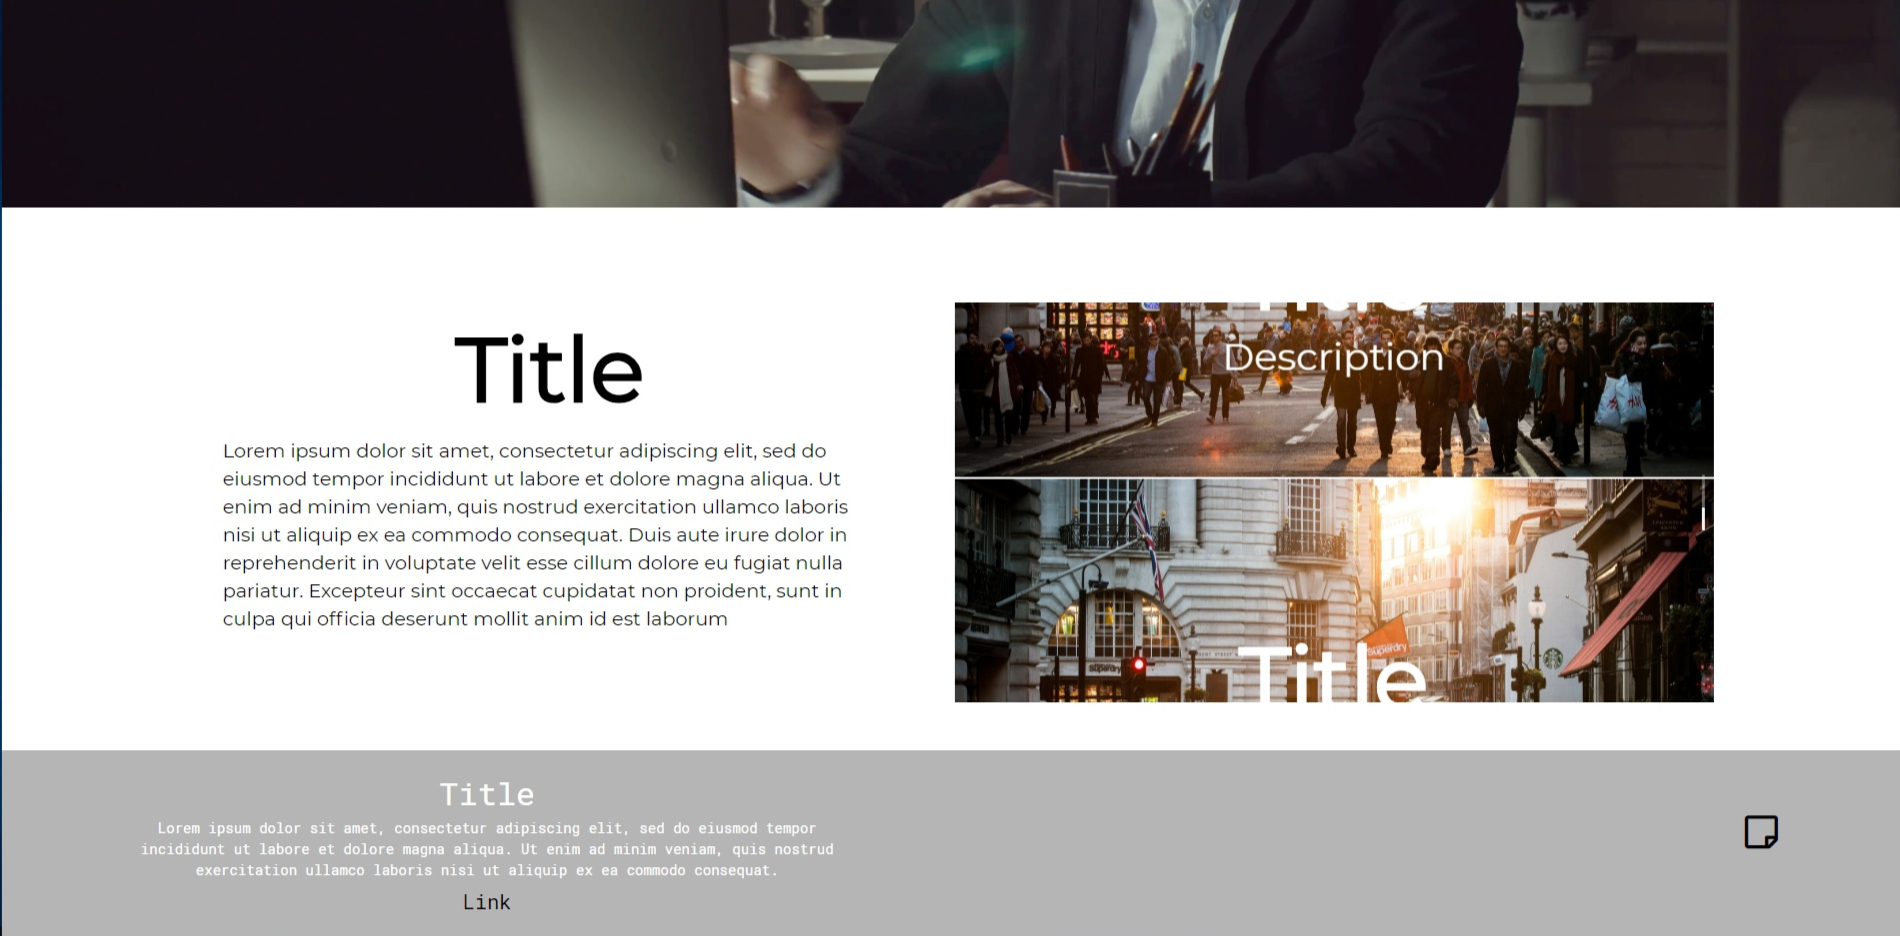 Title
Lorem ipsum dolor sit amet, consectetur adipiscing elit, sed do
eiusmod tempor incididunt ut labore et dolore magna aliqua. Ut
enim ad minim veniam, quis nostrud exercitation ullamco laboris
nisi ut aliquip ex ea commodo consequat. Duis aute irure dolor in
reprehenderit in voluptate velit esse cillum dolore eu fugiat nulla
pariatur. Excepteur sint occaecat cupidatat non proident, sunt in
culpa qui officia deserunt mollit anim id est laborum
Title
Description
H&M
superdry
Superdry
Title
Title
Lorem ipsum dolor sit amet, consectetur adipiscing elit, sed do eiusmod tempor
incididunt ut labore et dolore magna aliqua. Ut enim ad minim veniam, quis nostrud
exercitation ullamco laboris nisi ut aliquip ex ea commodo consequat.
Link